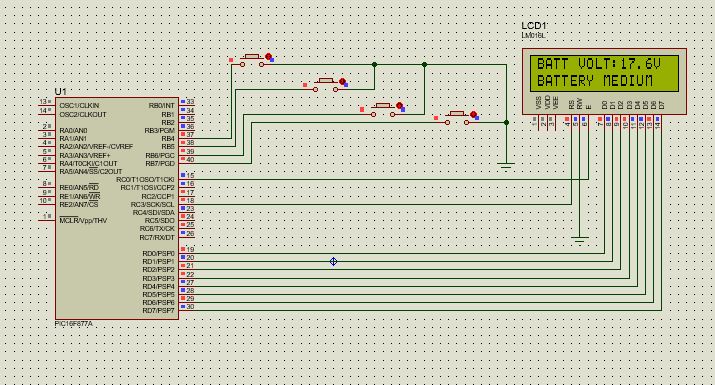 LCD1
LM016L
BATT VOLT:17.6V
BATTERY MEDIUM
VSS
VDD
VEE
RS
RW
E
D0
D1
D2
D3
D4
D5
D6
D7
1
2
3
4
5
6
7
8
9
10
11
12
13
14
U1
13 OSC1/CLKIN RB0/INT 33
14 OSC2/CLKOUT RB1 34
RB2 35
2 RA0/AN0 RB3/PGM 36
3 RA1/AN1 RB4 37
4 RA2/AN2/VREF-/CVREF RB5 38
5 RA3/AN3/VREF+ RB6/PGC 39
6 RA4/T0CKI/C1OUT RB7/PGD 40
7 RA5/AN4/SS/C2OUT
RC0/T1OSO/T1CKI 15
8 RE0/AN5/RD RC1/T1OSI/CCP2 16
9 RE1/AN6/WR RC2/CCP1 17
10 RE2/AN7/CS RC3/SCK/SCL 18
RC4/SDI/SDA 23
1 MCLR/Vpp/THV RC5/SDO 24
RC6/TX/CK 25
RC7/RX/DT 26
RD0/PSP0 19
RD1/PSP1 20
RD2/PSP2 21
RD3/PSP3 22
RD4/PSP4 27
RD5/PSP5 28
RD6/PSP6 29
RD7/PSP7 30
PIC16F877A